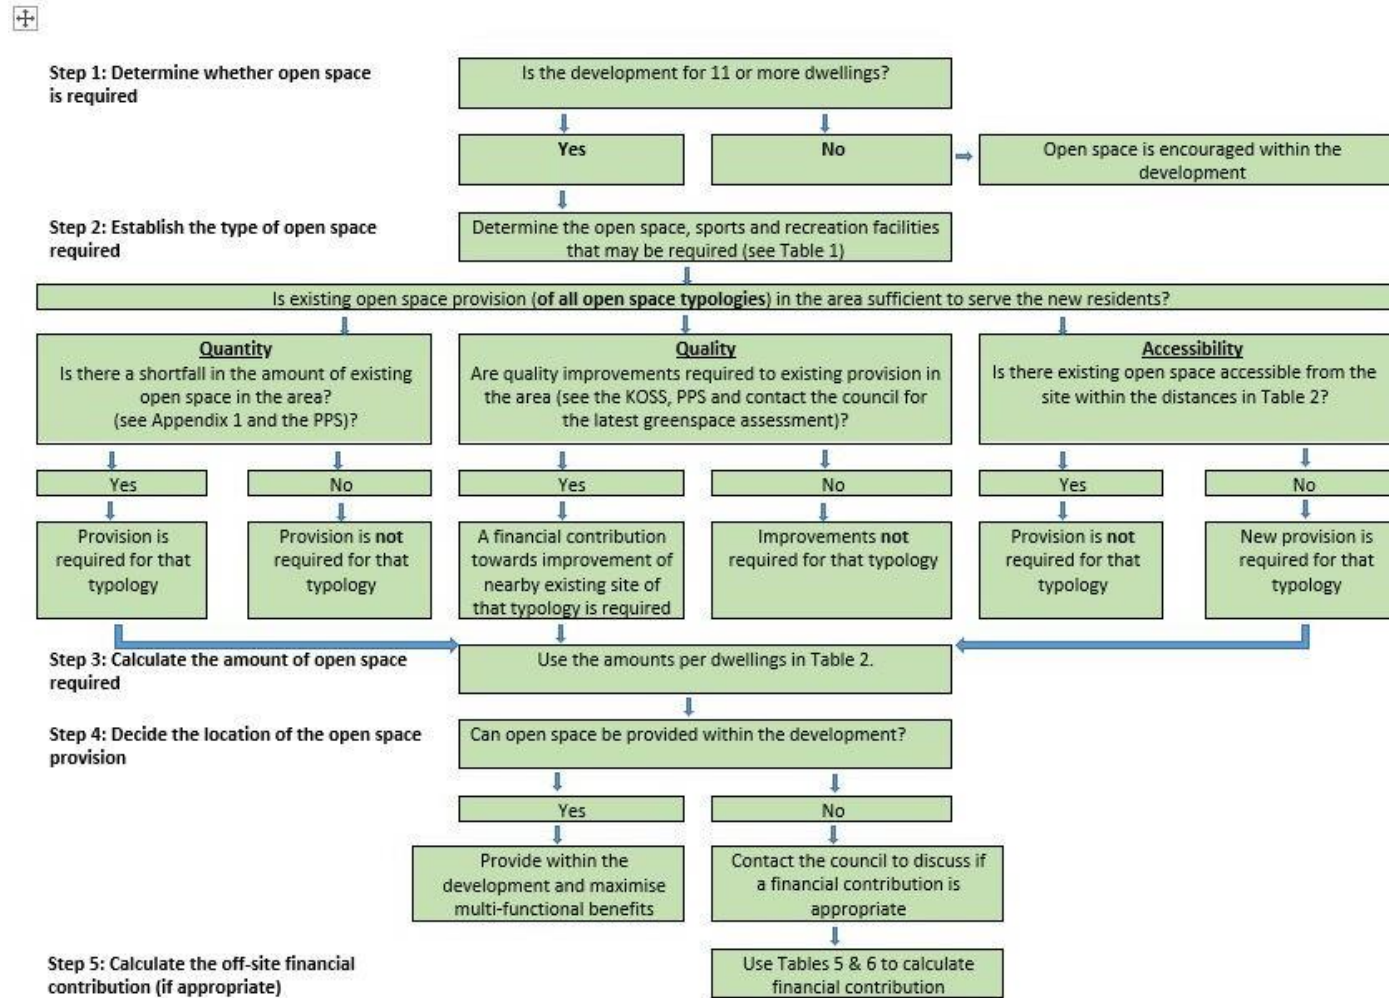 Step 1: Determine whether open space
is required
Is the development for 11 or more dwellings?
Yes
No
Open space is encouraged within the
development
Step 2: Establish the type of open space
required
Determine the open space, sports and recreation facilities
that may be required (see Table 1)
Is existing open space provision (of all open space typologies) in the area sufficient to serve the new residents?
Quantity
Is there a shortfall in the amount of existing
open space in the area?
(see Appendix 1 and the PPS)?
Quality
Are quality improvements required to existing provision in
the area (see the KOSS, PPS and contact the council for
the latest greenspace assessment)?
Accessibility
Is there existing open space accessible from the
site within the distances in Table 2?
Yes
No
Yes
No
Yes
No
Provision is
required for that
typology
Provision is not
required for that
typology
A financial contribution
towards improvement of
nearby existing site of
that typology is required
Improvements not
required for that typology
Provision is not
required for that
typology
New provision is
required for that
typology
Step 3: Calculate the amount of open space
required
Use the amounts per dwellings in Table 2.
Step 4: Decide the location of the open space
provision
Can open space be provided within the development?
Yes
No
Provide within the
development and maximise
multi-functional benefits
Contact the council to discuss if
a financial contribution is
appropriate
Step 5: Calculate the off-site financial
contribution (if appropriate)
Use Tables 5 & 6 to calculate
financial contribution